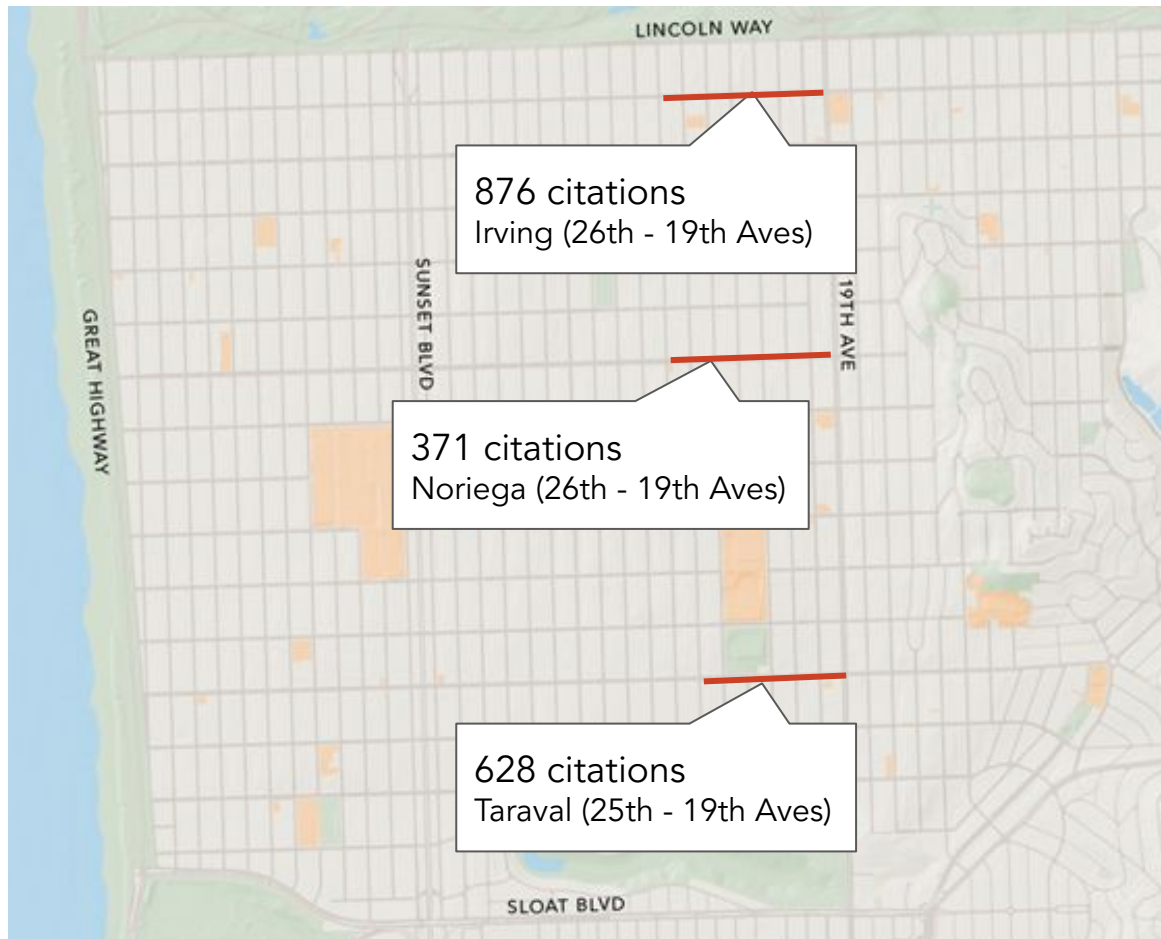 LINCOLN WAY
876 citations
Irving (26th - 19th Aves)
SUNSET BLVD
19TH AVE
GREAT HIGHWAY
371 citations
Noriega (26th - 19th Aves)
628 citations
Taraval (25th - 19th Aves)
SLOAT BLVD